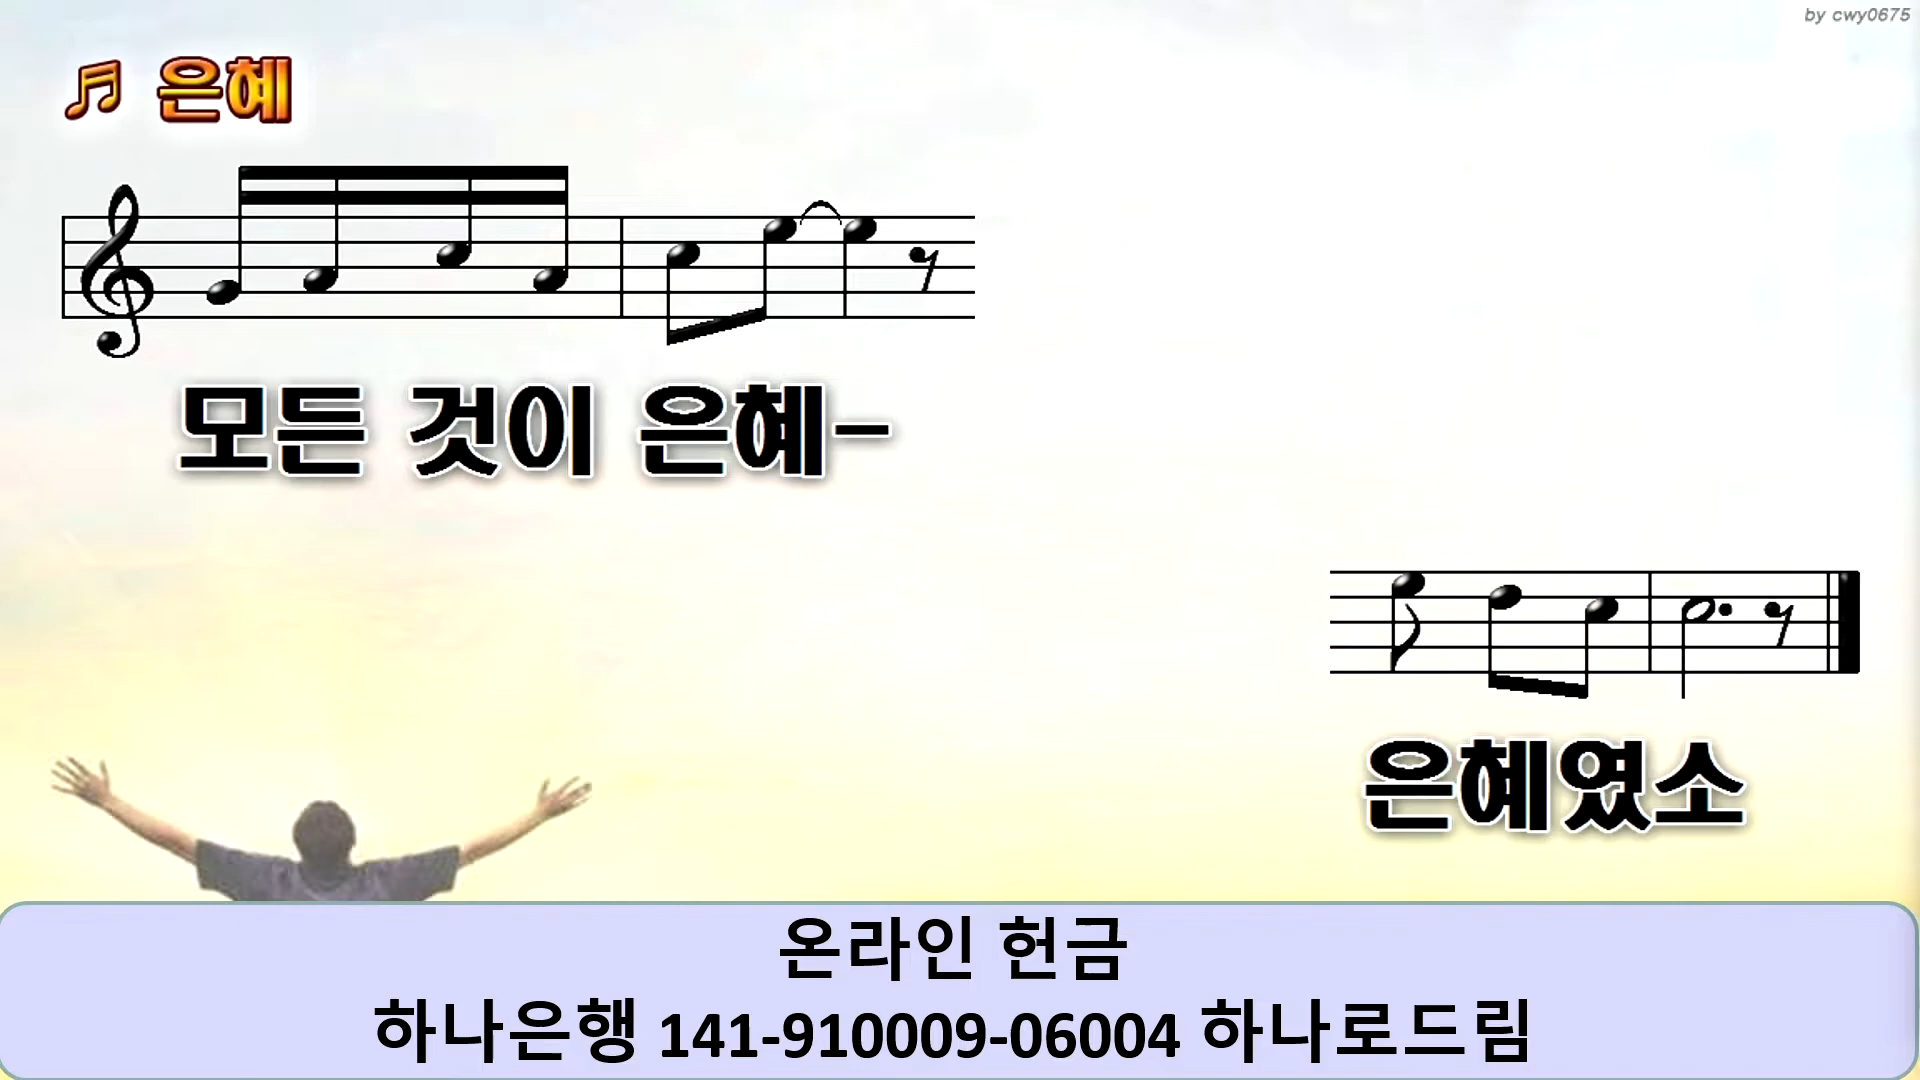 by cwy0675
은혜
모든 것이 은혜-
은혜였소
온라인 헌금
하나은행 141-910009-06004 하나로드림